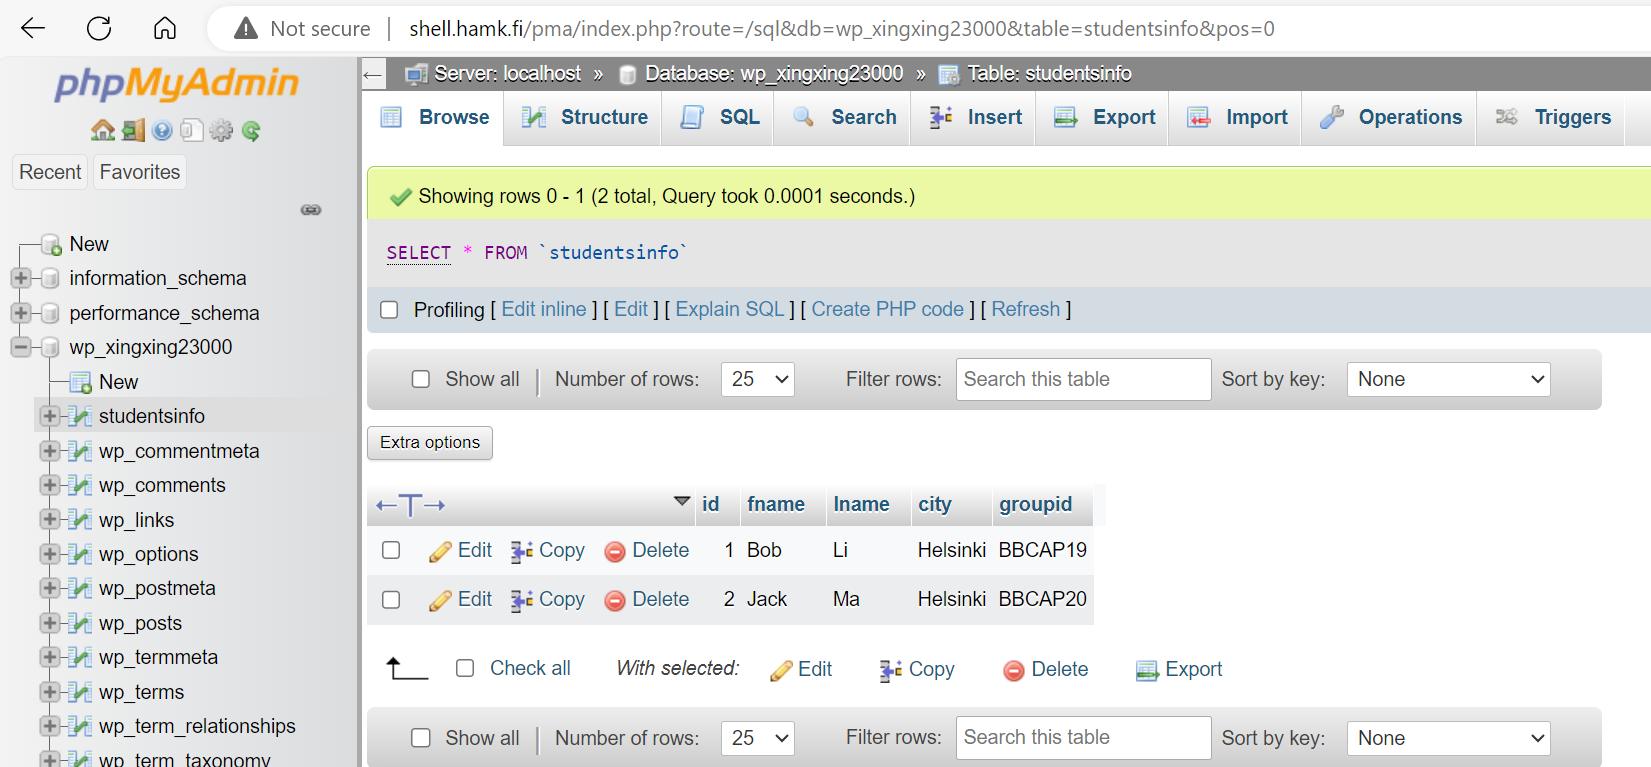 Not secure | shell.hamk.fi/pma/index.php?route=/sql&db=wp_xingxing23000&table=studentsinfo&pos=0
phpMyAdmin
Recent Favorites
New
information_schema
performance_schema
wp_xingxing23000
New
studentsinfo
wp_commentmeta
wp_comments
wp_links
wp_options
wp_postmeta
wp_posts
wp_termmeta
wp_terms
wp_term_relationships
wp_term_taxonomy
Server: localhost » Database: wp_xingxing23000 » Table: studentsinfo
Browse Structure SQL Search Insert Export Import Operations Triggers
Showing rows 0 - 1 (2 total, Query took 0.0001 seconds.)
SELECT * FROM `studentsinfo`
Profiling [ Edit inline ] [ Edit ] [ Explain SQL ] [ Create PHP code ] [ Refresh ]
Show all | Number of rows: 25 Filter rows: Search this table Sort by key: None
Extra options
←T→ id fname lname city groupid
Edit Copy Delete 1 Bob Li Helsinki BBCAP19
Edit Copy Delete 2 Jack Ma Helsinki BBCAP20
Check all With selected: Edit Copy Delete Export
Show all | Number of rows: 25 Filter rows: Search this table Sort by key: None